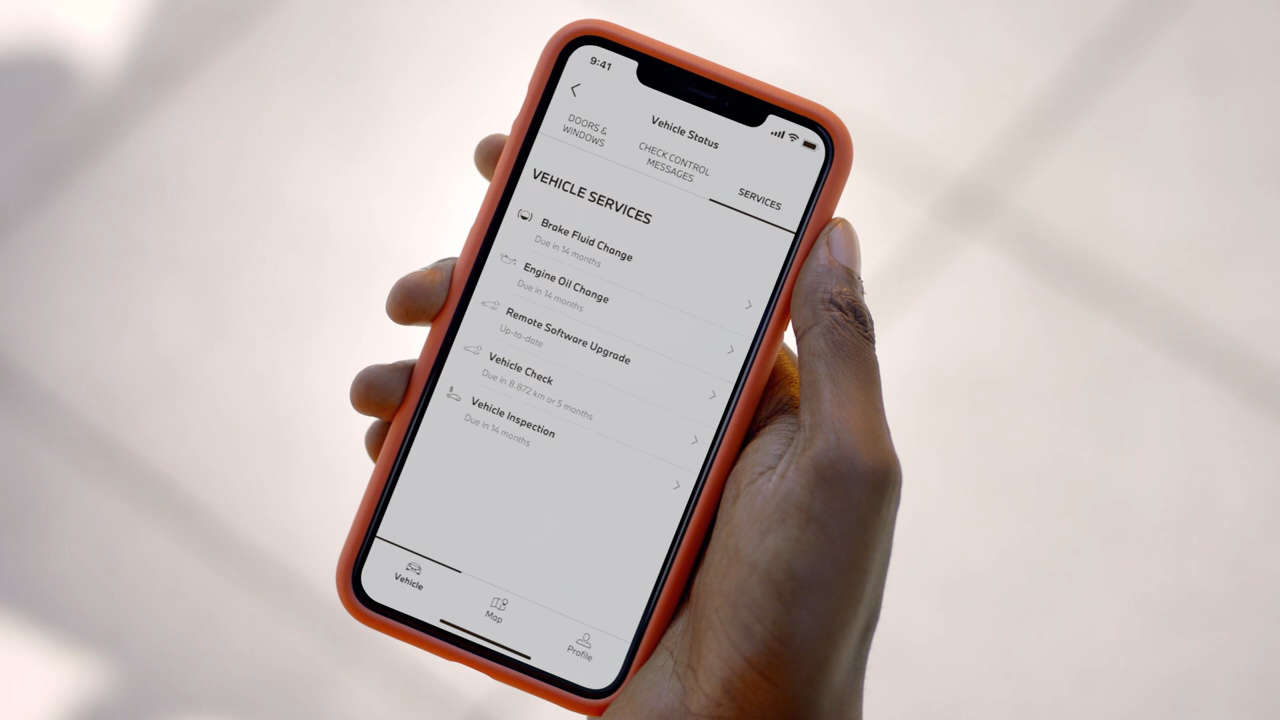 9:41
Vehicle Status
DOORS &
WINDOWS
CHECK CONTROL
MESSAGES
SERVICES
VEHICLE SERVICES
Brake Fluid Change
Due in 14 months
Engine Oil Change
Due in 14 months
Remote Software Upgrade
Up-to-date
Vehicle Check
Due in 8.872 km or 5 months
Vehicle Inspection
Due in 14 months
Vehicle
Map
Profile